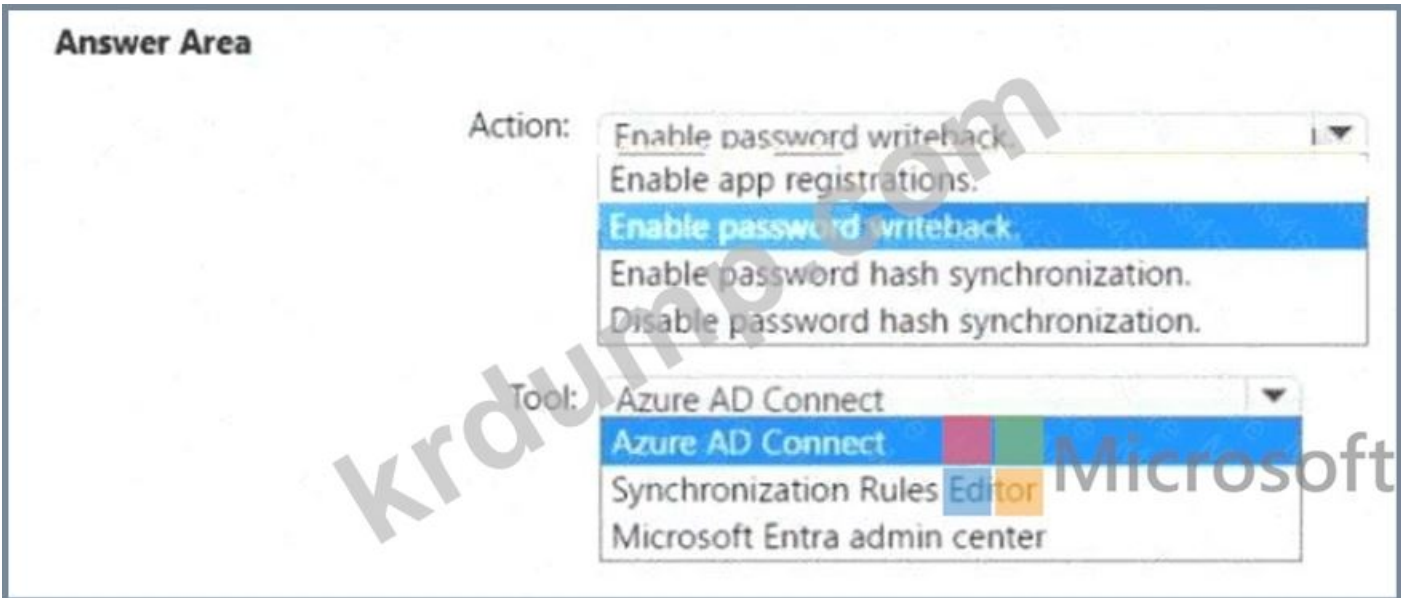 Answer Area
Action: Enable password writeback.
Enable app registrations.
Enable password writeback.
Enable password hash synchronization.
Disable password hash synchronization.
Tool: Azure AD Connect
Azure AD Connect
Synchronization Rules Editor
Microsoft Entra admin center
Microsoft
krdump.com